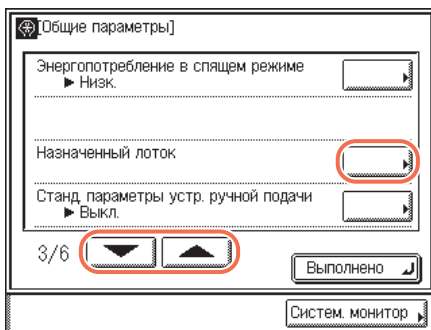 [Общие параметры]
Энергопотребление в спящем режиме
► Низк.
Назначенный лоток
Станд. параметры устр. ручной подачи
► Выкл.
3/6
Выполнено
Систем. монитор